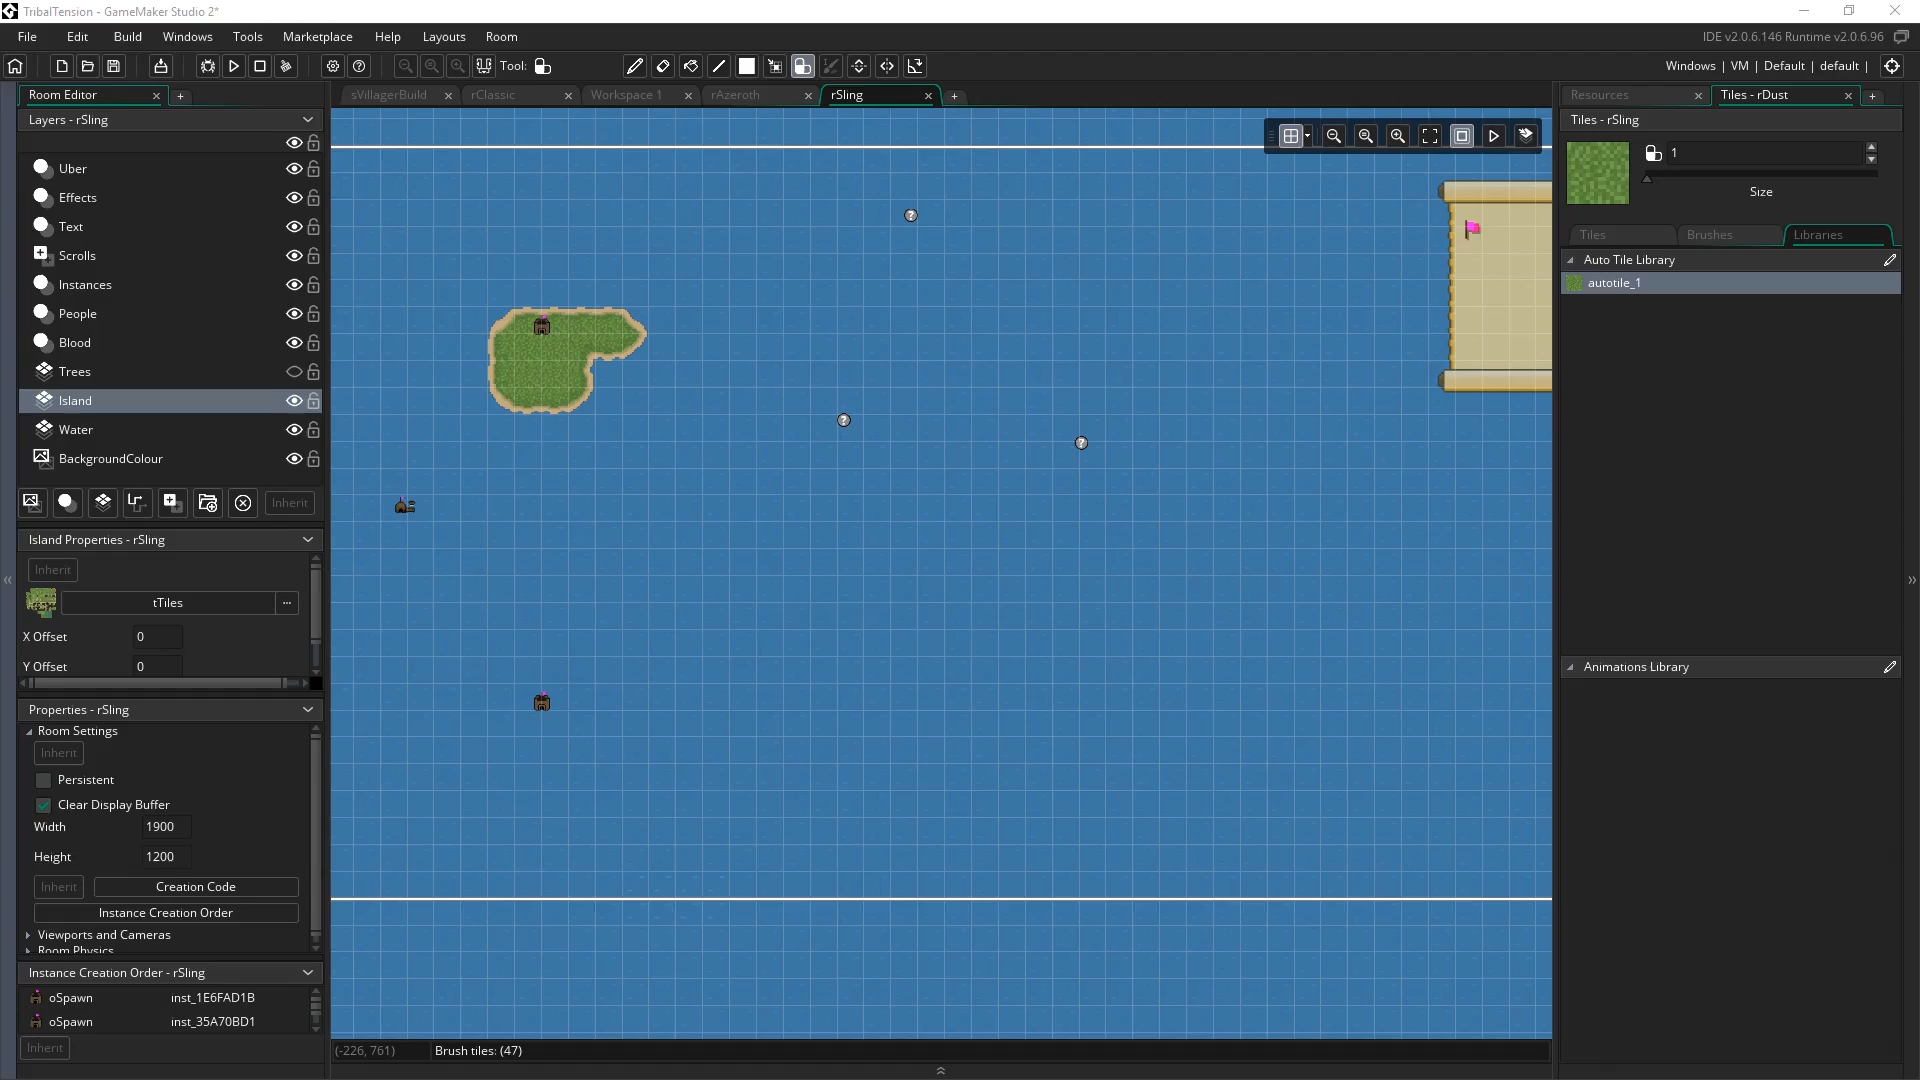 TribalTension - GameMaker Studio 2*
File Edit Build Windows Tools Marketplace Help Layouts Room
IDE v2.0.6.146 Runtime v2.0.6.96
Tool:
Windows | VM | Default | default |
Room Editor
sVillagerBuild rClassic Workspace 1 rAzeroth rSling
Resources Tiles - rDust
Layers - rSling
Tiles - rSling
1
Size
Uber
Effects
Text
Scrolls
Instances
People
Blood
Trees
Island
Water
BackgroundColour
Inherit
Tiles Brushes Libraries
Auto Tile Library
autotile_1
Animations Library
Island Properties - rSling
Inherit
tTiles ...
X Offset 0
Y Offset 0
Properties - rSling
Room Settings
Inherit
Persistent
Clear Display Buffer
Width 1900
Height 1200
Inherit Creation Code
Instance Creation Order
Viewports and Cameras
Room Physics
Instance Creation Order - rSling
oSpawn inst_1E6FAD1B
oSpawn inst_35A70BD1
Inherit
(-226, 761) Brush tiles: (47)